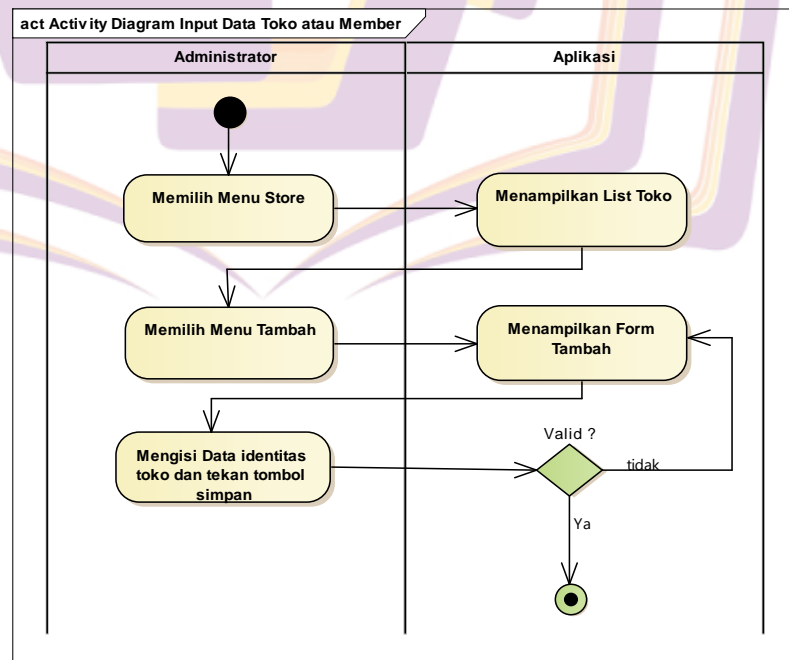 act Activity Diagram Input Data Toko atau Member
Administrator
Aplikasi
Memilih Menu Store
Menampilkan List Toko
Memilih Menu Tambah
Menampilkan Form
Tambah
Mengisi Data identitas
toko dan tekan tombol
simpan
Valid ?
tidak
Ya